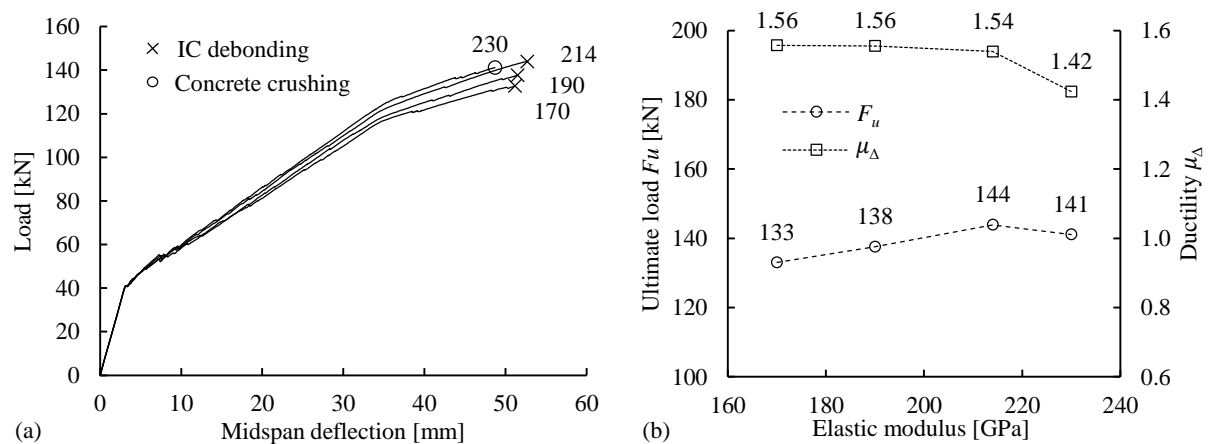 160
140
120
100
80
60
40
20
0
Load [kN]
IC debonding
Concrete crushing
230
214
190
170
0 10 20 30 40 50 60
(a) Midspan deflection [mm]
200
180
160
140
120
100
Ultimate load Fu [kN]
1.56 1.56 1.54 1.42
F_u
μ_Δ
133 138 144 141
1.6
1.4
1.2
1.0
0.8
0.6
Ductility μ_Δ
160 180 200 220 240
(b) Elastic modulus [GPa]